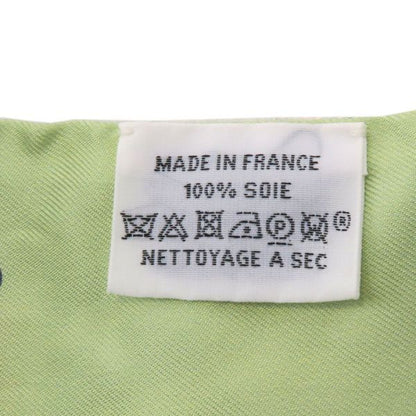 MADE IN FRANCE
100% SOIE
P W ®
NETTOYAGE A SEC